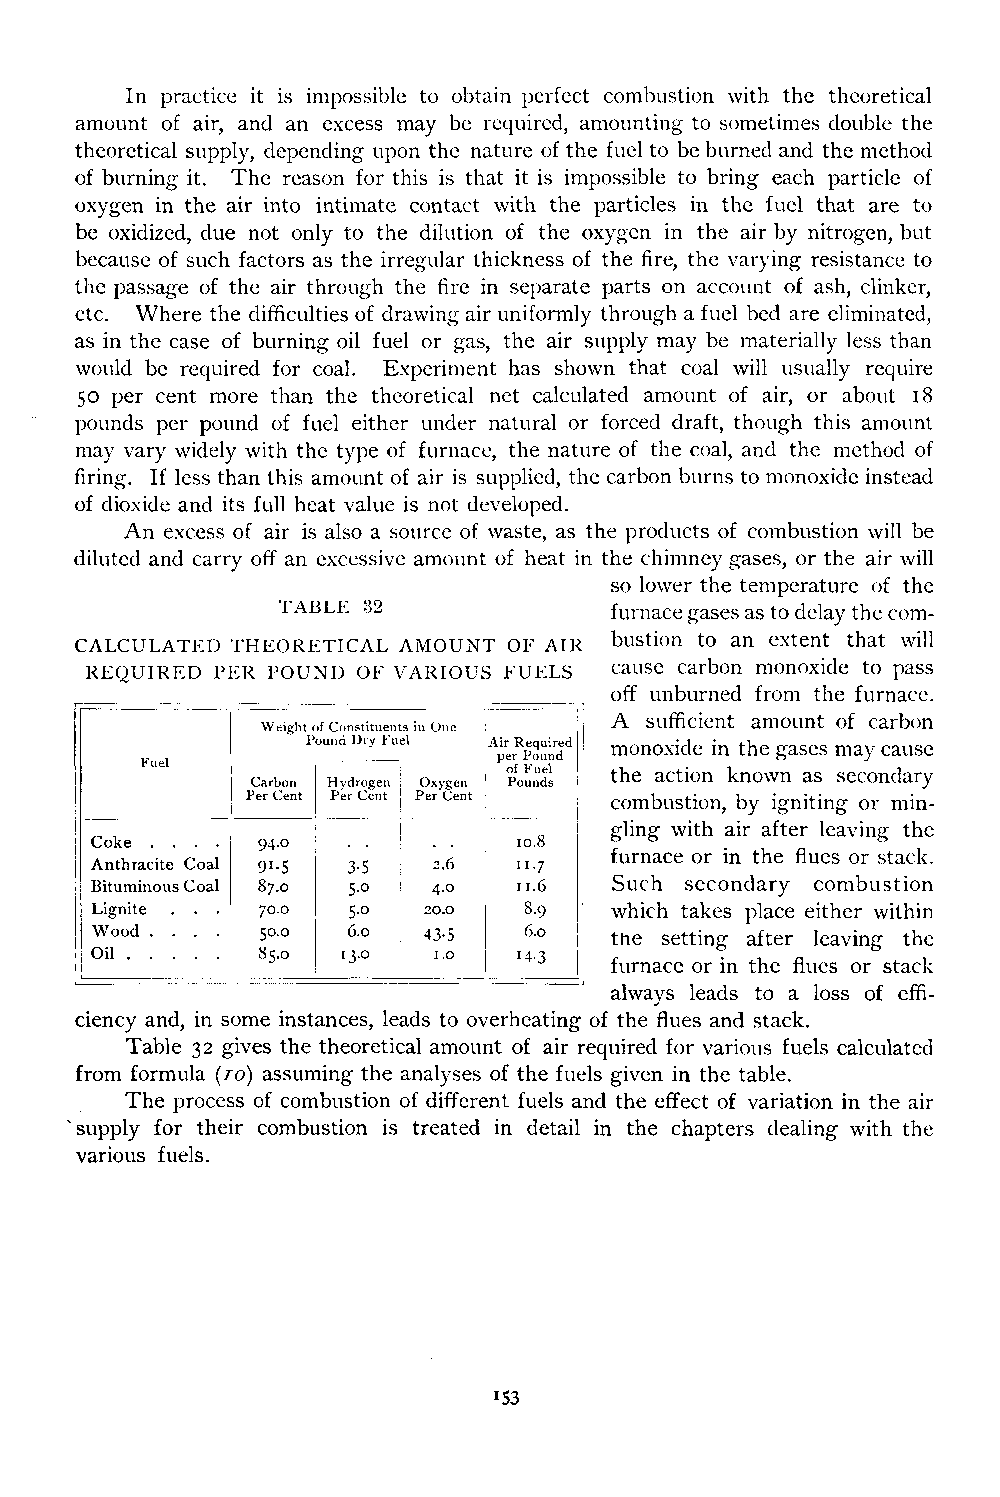 In practice it is impossible to obtain perfect combustion with the theoretical
amount of air, and an excess may be required, amounting to sometimes double the
theoretical supply, depending upon the nature of the fuel to be burned and the method
of burning it. The reason for this is that it is impossible to bring each particle of
oxygen in the air into intimate contact with the particles in the fuel that are to
be oxidized, due not only to the dilution of the oxygen in the air by nitrogen, but
because of such factors as the irregular thickness of the fire, the varying resistance to
the passage of the air through the fire in separate parts on account of ash, clinker,
etc. Where the difficulties of drawing air uniformly through a fuel bed are eliminated,
as in the case of burning oil fuel or gas, the air supply may be materially less than
would be required for coal. Experiment has shown that coal will usually require
50 per cent more than the theoretical net calculated amount of air, or about 18
pounds per pound of fuel either under natural or forced draft, though this amount
may vary widely with the type of furnace, the nature of the coal, and the method of
firing. If less than this amount of air is supplied, the carbon burns to monoxide instead
of dioxide and its full heat value is not developed.
An excess of air is also a source of waste, as the products of combustion will be
diluted and carry off an excessive amount of heat in the chimney gases, or the air will
so lower the temperature of the
furnace gases as to delay the com-
bustion to an extent that will
cause carbon monoxide to pass
off unburned from the furnace.
A sufficient amount of carbon
monoxide in the gases may cause
the action known as secondary
combustion, by igniting or min-
gling with air after leaving the
furnace or in the flues or stack.
Such secondary combustion
which takes place either within
the setting after leaving the
furnace or in the flues or stack
always leads to a loss of effi-
ciency and, in some instances, leads to overheating of the flues and stack.
TABLE 32
CALCULATED THEORETICAL AMOUNT OF AIR
REQUIRED PER POUND OF VARIOUS FUELS
Weight of Constituents in One
Pound Dry Fuel
Air Required
per Pound
of Fuel
Pounds
Fuel
Carbon Hydrogen Oxygen
Per Cent Per Cent Per Cent
Coke . . . . 94.0 . . . . 10.8
Anthracite Coal 91.5 3.5 2.6 11.7
Bituminous Coal 87.0 5.0 4.0 11.6
Lignite . . . 70.0 5.0 20.0 8.9
Wood . . . . 50.0 6.0 43.5 6.0
Oil . . . . . 85.0 13.0 1.0 14.3
Table 32 gives the theoretical amount of air required for various fuels calculated
from formula (10) assuming the analyses of the fuels given in the table.
The process of combustion of different fuels and the effect of variation in the air
supply for their combustion is treated in detail in the chapters dealing with the
various fuels.
153